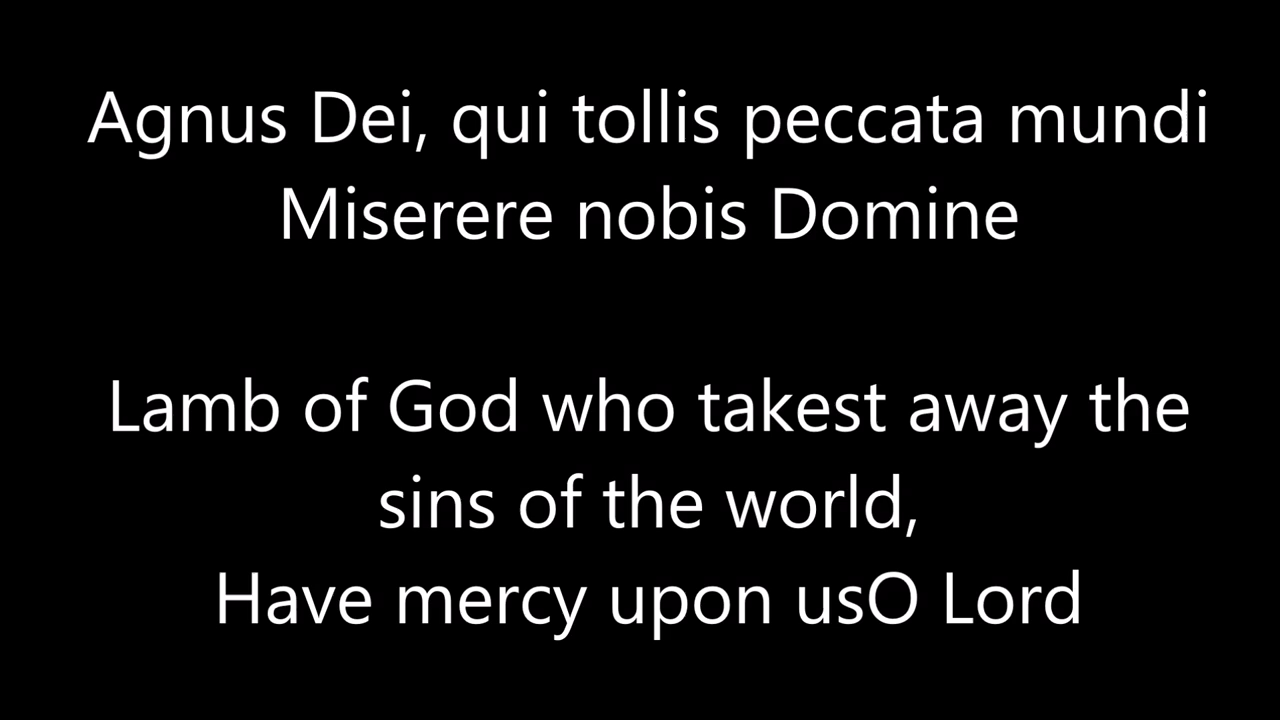 Agnus Dei, qui tollis peccata mundi
Miserere nobis Domine
Lamb of God who takest away the
sins of the world,
Have mercy upon usO Lord